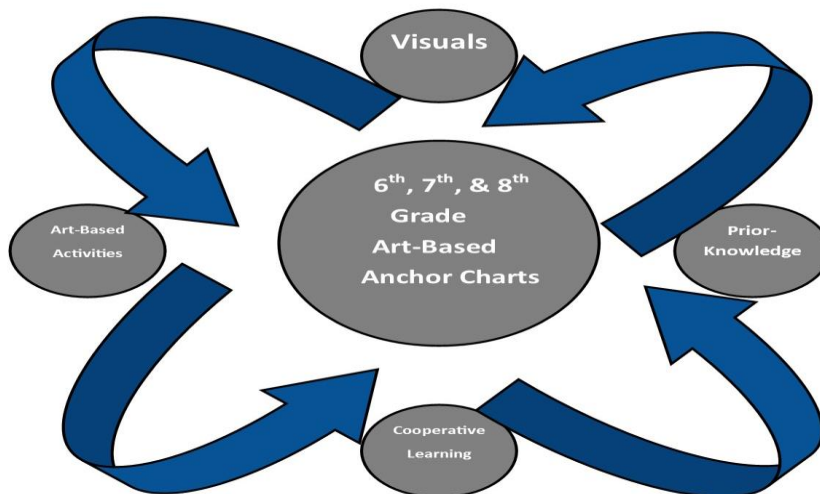 Visuals
6th, 7th, & 8th
Grade
Art-Based
Anchor Charts
Art-Based
Activities
Prior-
Knowledge
Cooperative
Learning